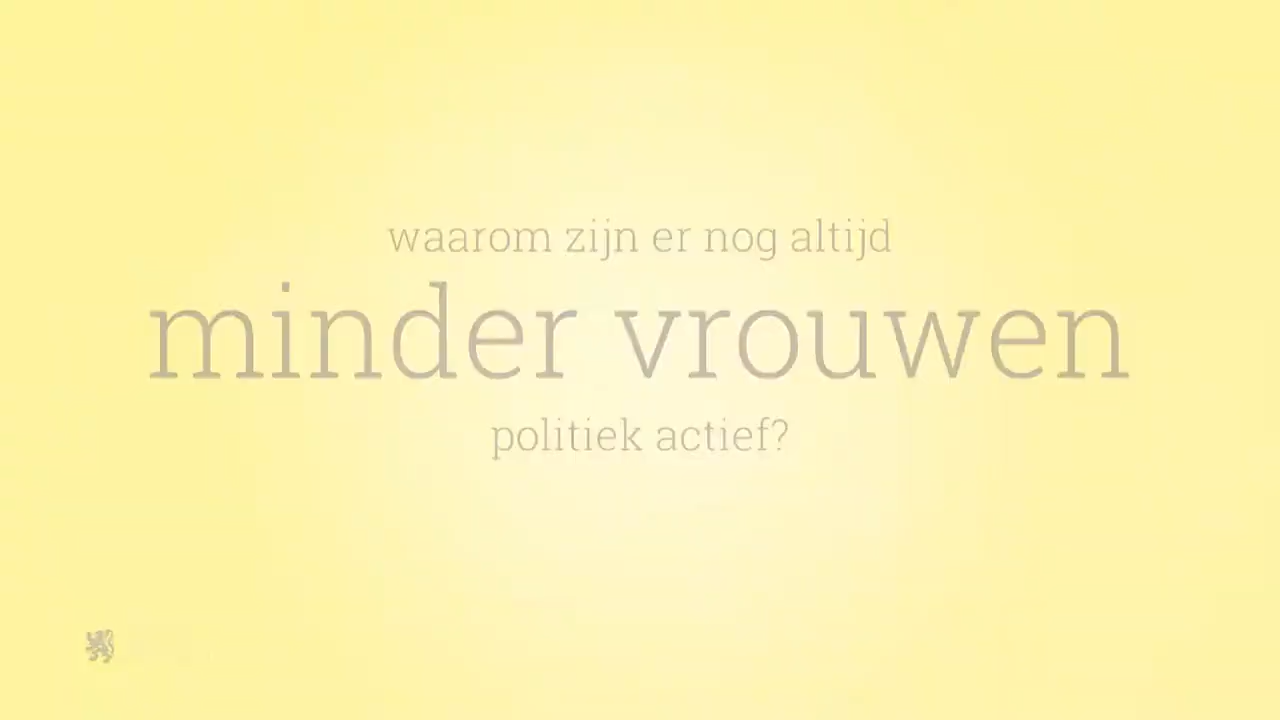 waarom zijn er nog altijd
minder vrouwen
politiek actief?